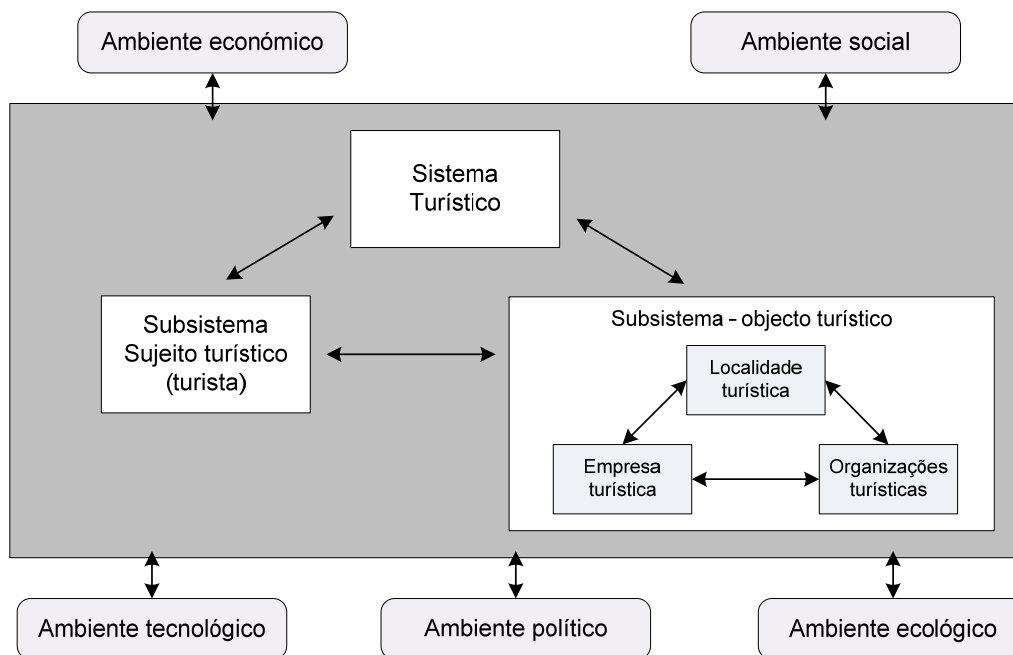 Ambiente económico
Ambiente social
Sistema
Turístico
Subsistema
Sujeito turístico
(turista)
Subsistema - objecto turístico
Localidade
turística
Empresa
turística
Organizações
turísticas
Ambiente tecnológico
Ambiente político
Ambiente ecológico